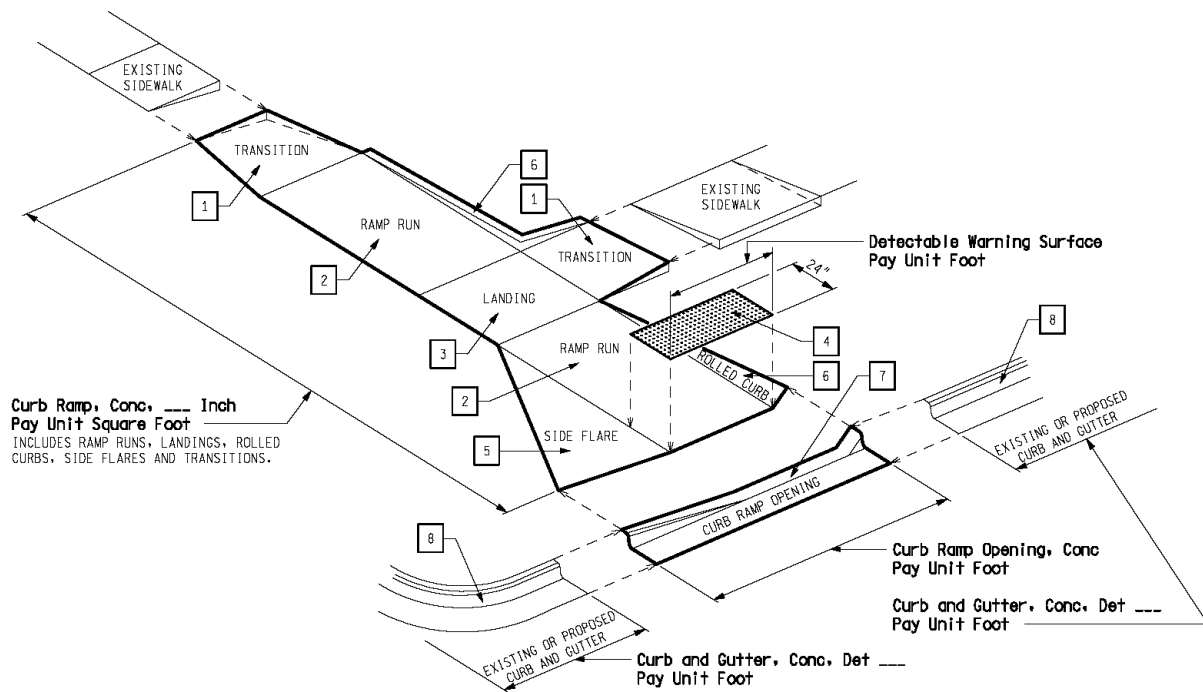 EXISTING
SIDEWALK
TRANSITION
1
6
1
EXISTING
SIDEWALK
RAMP RUN
2
TRANSITION
Detectable Warning Surface
Pay Unit Foot
24"
LANDING
3
4
8
RAMP RUN
2
ROLLED CURB
6
7
Curb Ramp, Conc, ___ Inch
Pay Unit Square Foot
INCLUDES RAMP RUNS, LANDINGS, ROLLED
CURBS, SIDE FLARES AND TRANSITIONS.
SIDE FLARE
5
EXISTING OR PROPOSED
CURB AND GUTTER
CURB RAMP OPENING
8
Curb Ramp Opening, Conc
Pay Unit Foot
Curb and Gutter, Conc, Det ___
Pay Unit Foot
EXISTING OR PROPOSED
CURB AND GUTTER
Curb and Gutter, Conc, Det ___
Pay Unit Foot